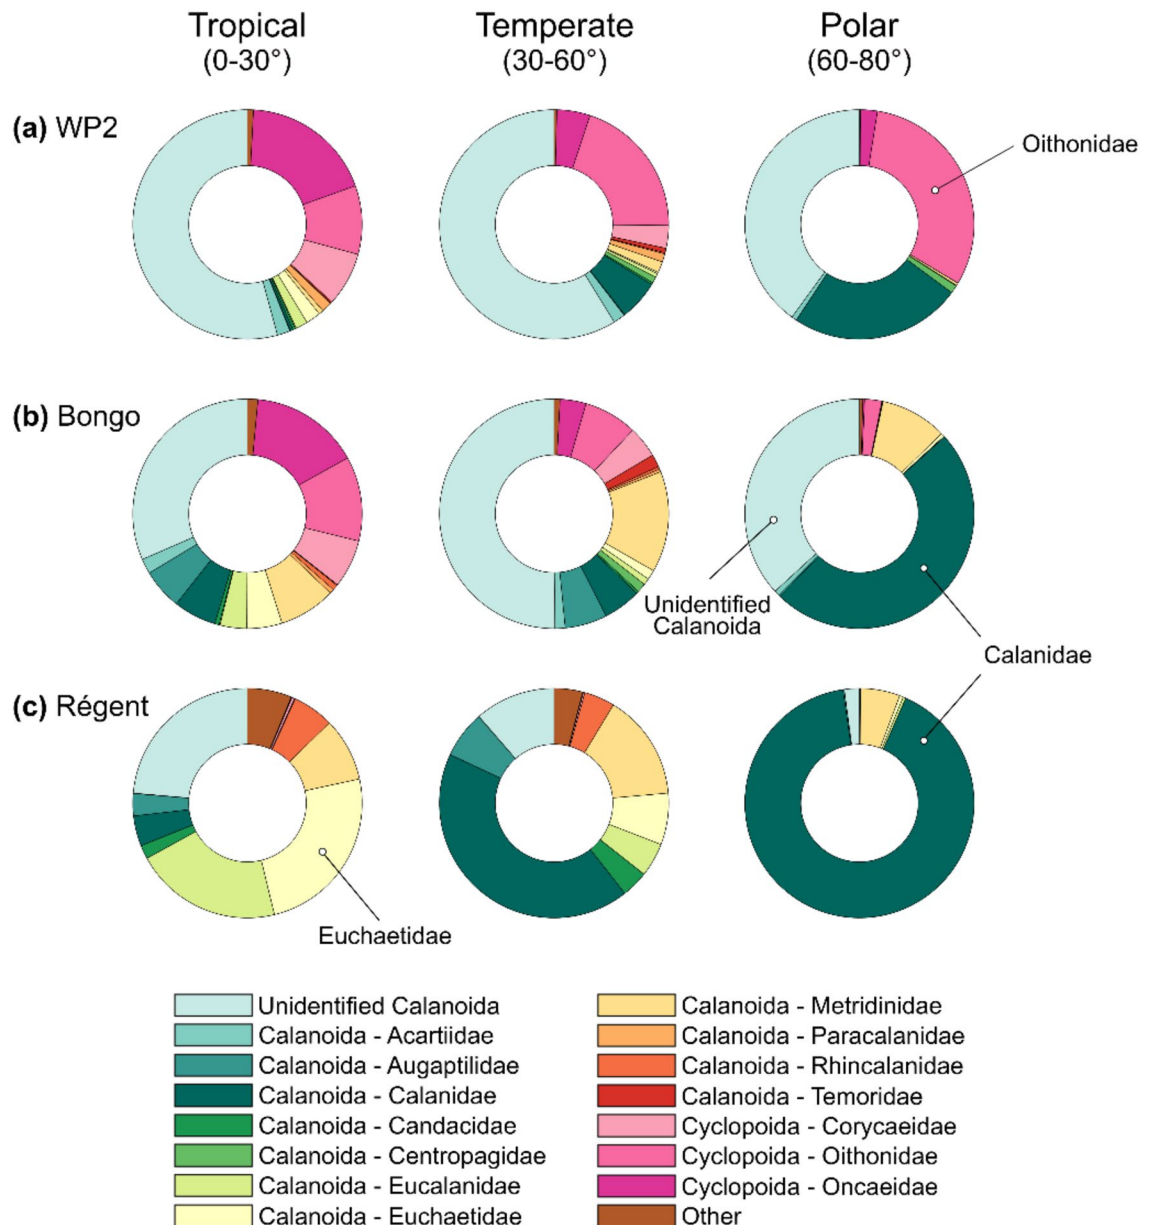 Tropical
(0-30°)
Temperate
(30-60°)
Polar
(60-80°)
(a) WP2
Oithonidae
(b) Bongo
Unidentified
Calanoida
Calanidae
(c) Régent
Euchaetidae
Unidentified Calanoida
Calanoida - Acartiidae
Calanoida - Augaptilidae
Calanoida - Calanidae
Calanoida - Candacidae
Calanoida - Centropagidae
Calanoida - Eucalanidae
Calanoida - Euchaetidae
Calanoida - Metridinidae
Calanoida - Paracalanidae
Calanoida - Rhincalanidae
Calanoida - Temoridae
Cyclopoida - Corycaeidae
Cyclopoida - Oithonidae
Cyclopoida - Oncaeidae
Other